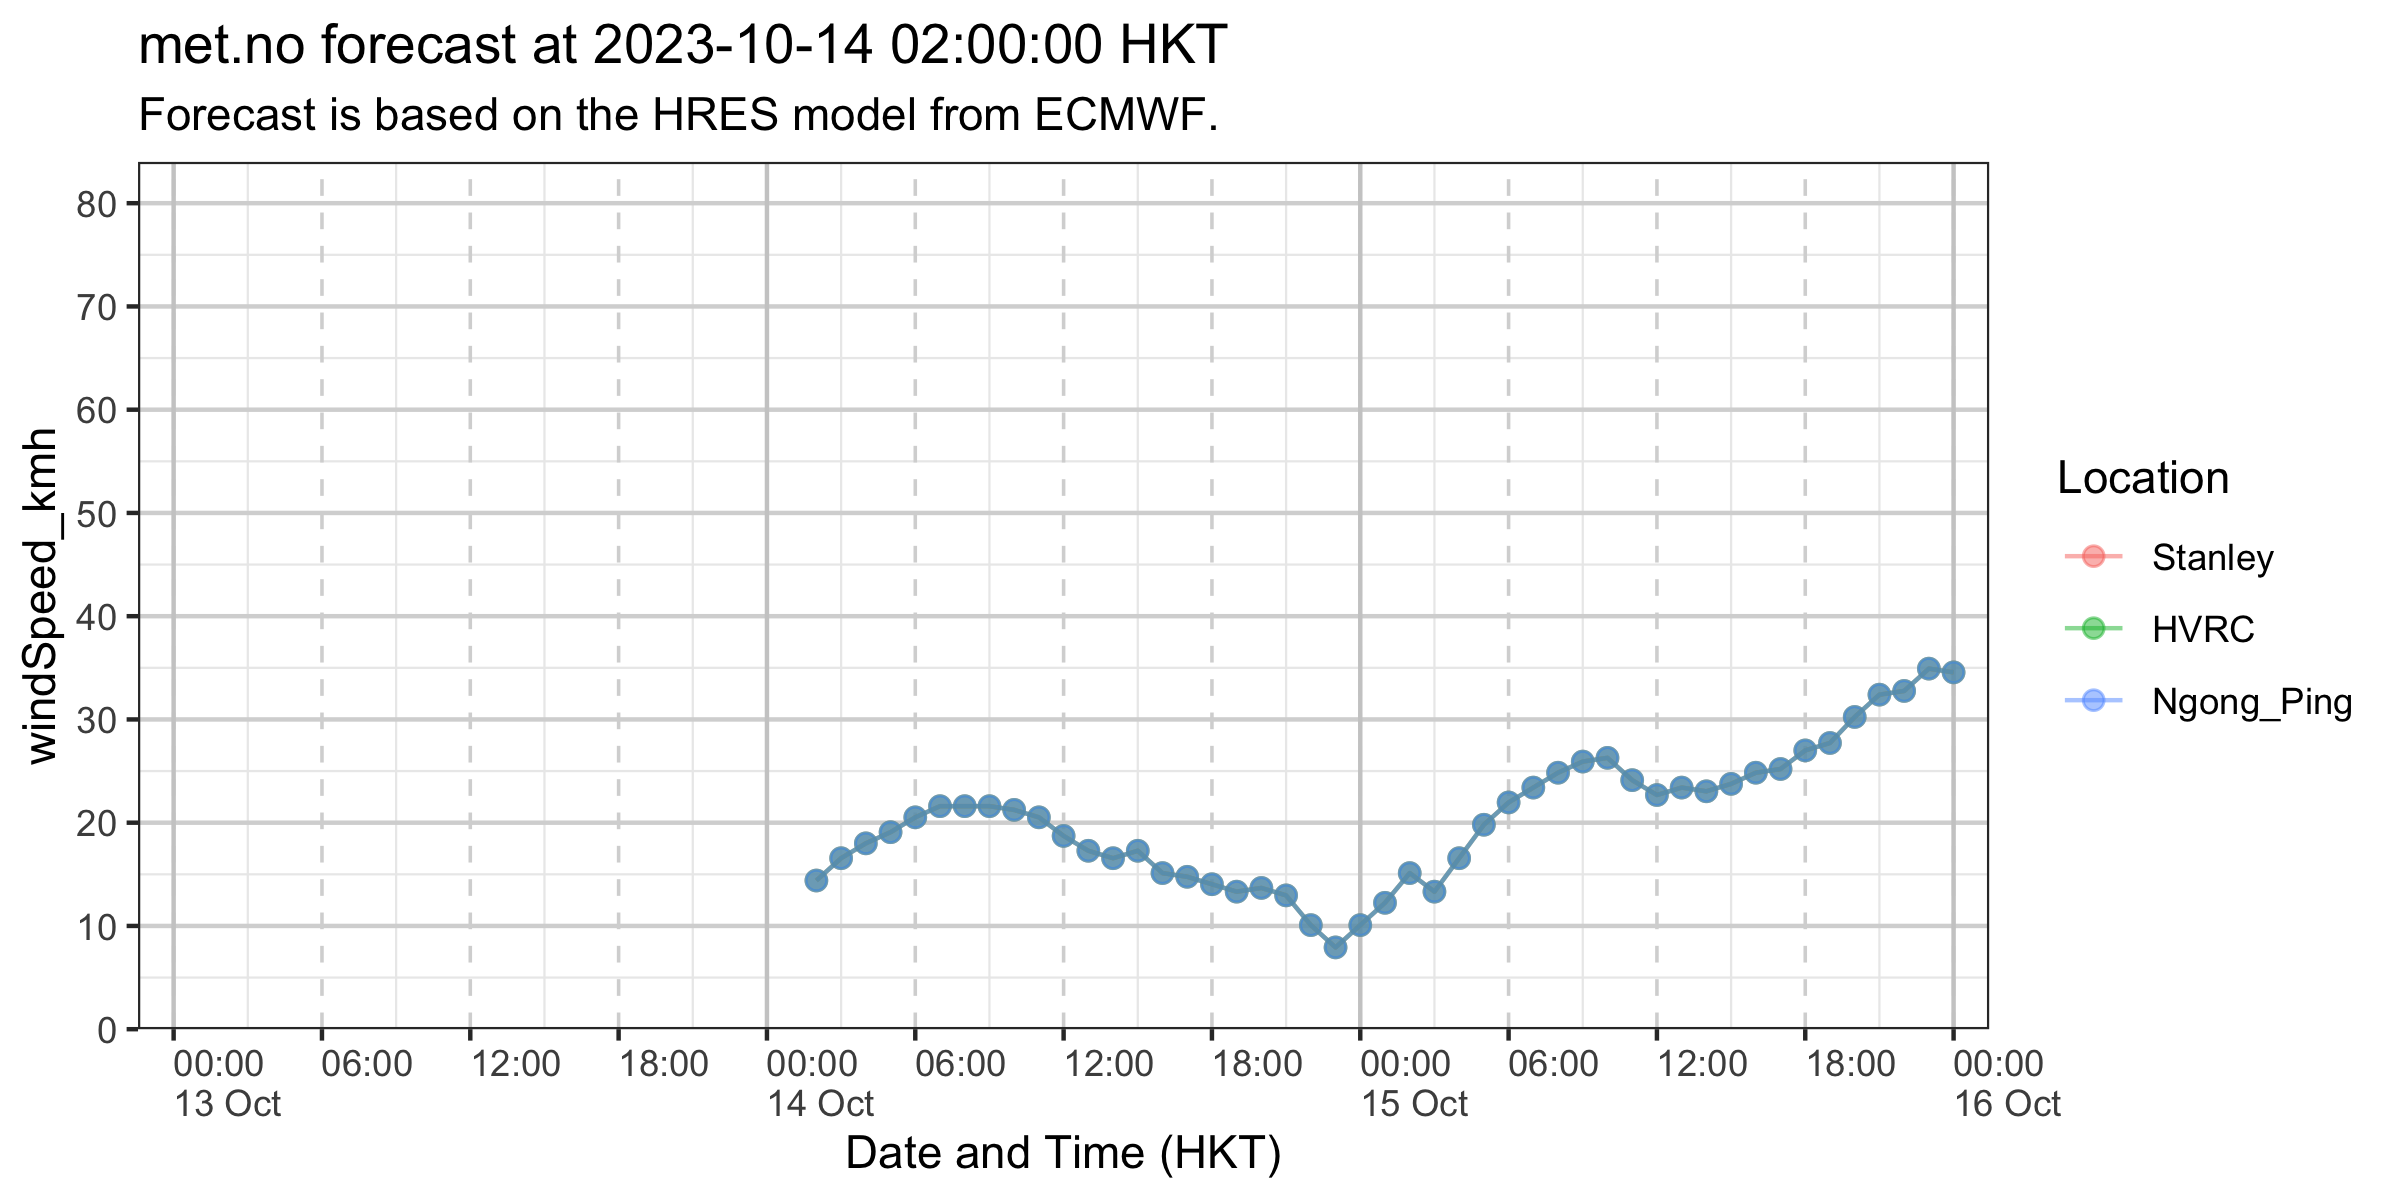 met.no forecast at 2023-10-14 02:00:00 HKT
Forecast is based on the HRES model from ECMWF.
windSpeed_kmh
80
70
60
50
40
30
20
10
0
00:00 06:00 12:00 18:00 00:00 06:00 12:00 18:00 00:00 06:00 12:00 18:00 00:00
13 Oct 14 Oct 15 Oct 16 Oct
Date and Time (HKT)
Location
Stanley
HVRC
Ngong_Ping